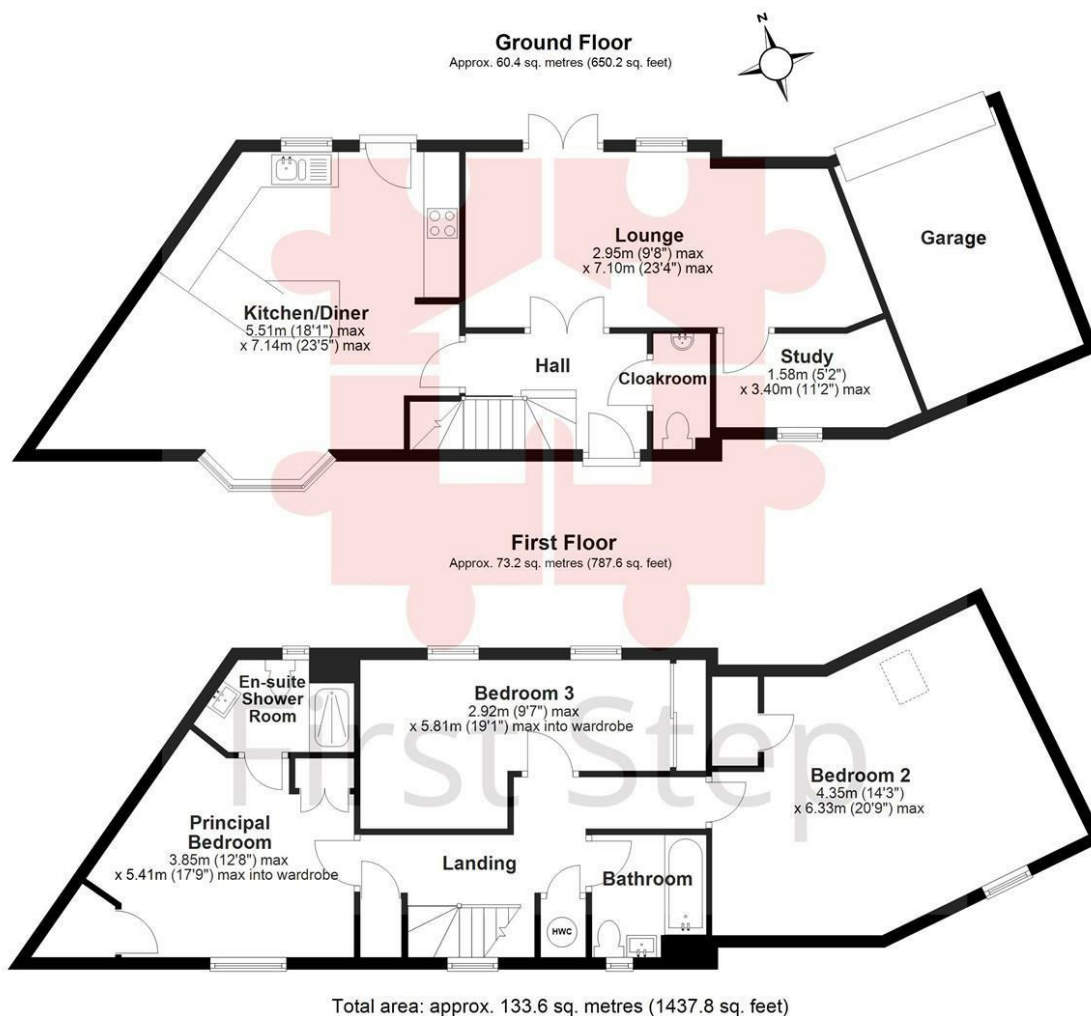 Ground Floor
Approx. 60.4 sq. metres (650.2 sq. feet)
N
Lounge
2.95m (9'8") max
x 7.10m (23'4") max
Garage
Kitchen/Diner
5.51m (18'1") max
x 7.14m (23'5") max
Hall
Cloakroom
Study
1.58m (5'2")
x 3.40m (11'2") max
First Floor
Approx. 73.2 sq. metres (787.6 sq. feet)
En-suite
Shower
Room
Bedroom 3
2.92m (9'7") max
x 5.81m (19'1") max into wardrobe
First Step
Bedroom 2
4.35m (14'3")
x 6.33m (20'9") max
Principal
Bedroom
3.85m (12'8") max
x 5.41m (17'9") max into wardrobe
Landing
Bathroom
HWC
Total area: approx. 133.6 sq. metres (1437.8 sq. feet)